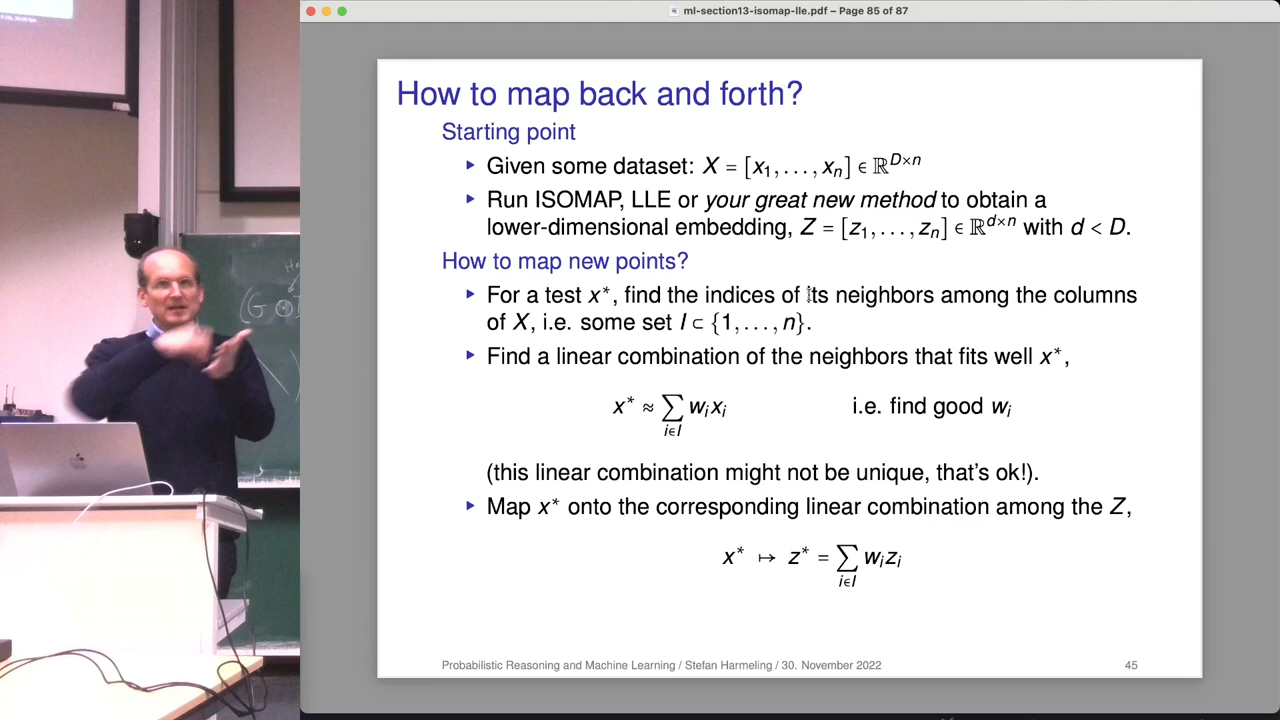 ml-section13-isomap-lle.pdf – Page 85 of 87
How to map back and forth?
Starting point
Given some dataset: X = [x₁, . . . , xₙ] ∈ ℝᴰˣⁿ
Run ISOMAP, LLE or your great new method to obtain a
lower-dimensional embedding, Z = [z₁, . . . , zₙ] ∈ ℝᵈˣⁿ with d < D.
How to map new points?
For a test x*, find the indices of its neighbors among the columns
of X, i.e. some set I ⊂ {1, . . . , n}.
Find a linear combination of the neighbors that fits well x*,
x* ≈ ∑_{i∈I} wᵢxᵢ i.e. find good wᵢ
(this linear combination might not be unique, that's ok!).
Map x* onto the corresponding linear combination among the Z,
x* ↦ z* = ∑_{i∈I} wᵢzᵢ
Probabilistic Reasoning and Machine Learning / Stefan Harmeling / 30. November 2022 45